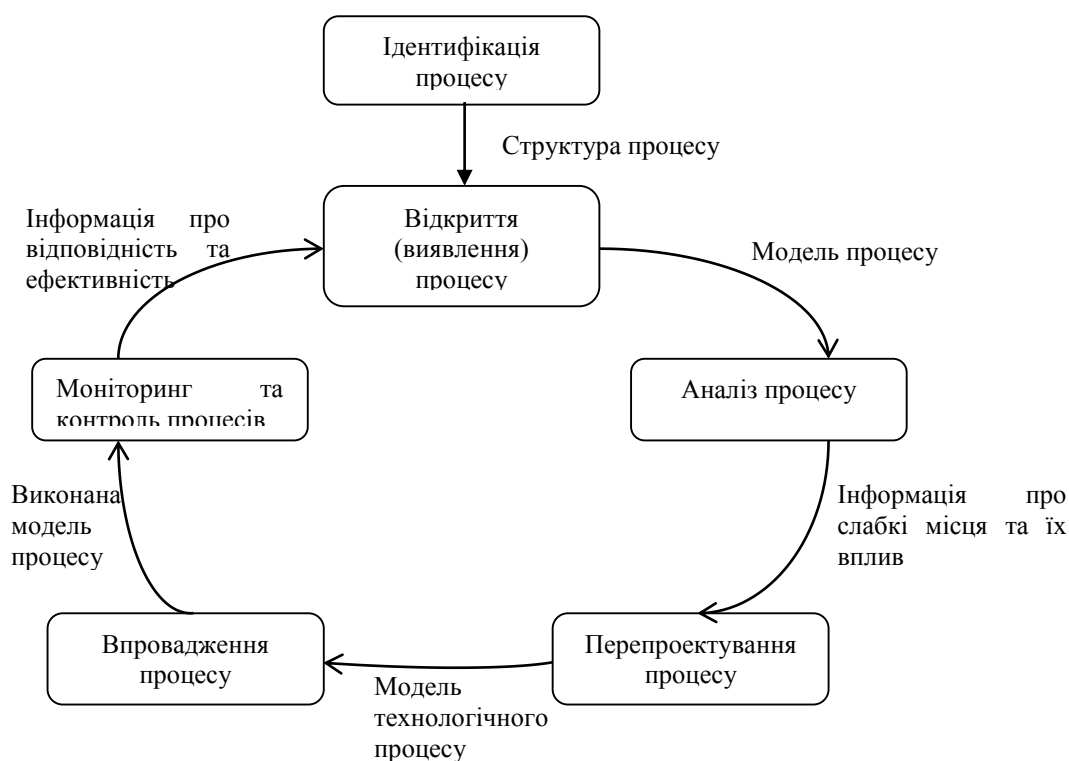 Ідентифікація
процесу
Структура процесу
Відкриття
(виявлення)
процесу
Інформація про
відповідність та
ефективність
Модель процесу
Моніторинг та
контроль процесів
Аналіз процесу
Виконана
модель
процесу
Інформація про
слабкі місця та їх
вплив
Впровадження
процесу
Перепроектування
процесу
Модель
технологічного
процесу